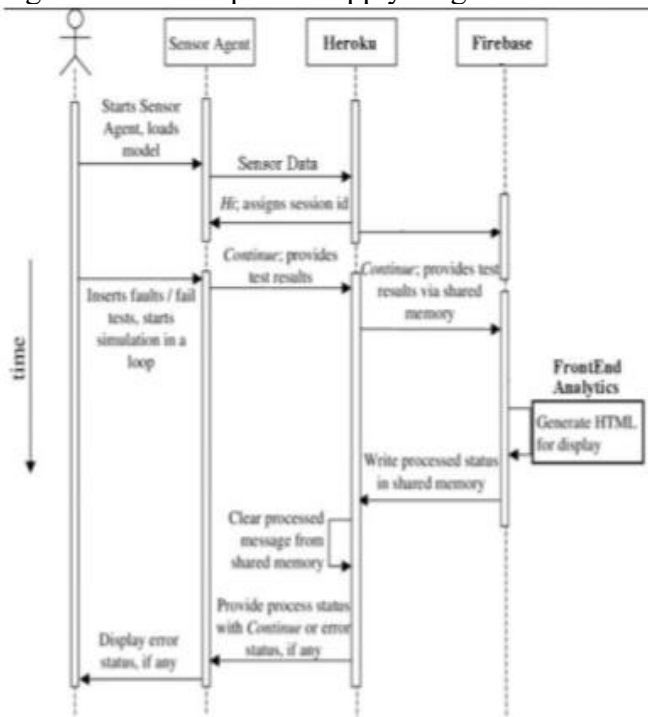 Sensor Agent
Heroku
Firebase
Starts Sensor
Agent, loads
model
Sensor Data
Hi; assigns session id
Continue; provides
test results
Continue; provides test
results via shared
memory
Inserts faults / fail
tests, starts
simulation in a
loop
time
FrontEnd
Analytics
Generate HTML
for display
Write processed status
in shared memory
Clear processed
message from
shared memory
Provide process status
with Continue or error
status, if any
Display error
status, if any